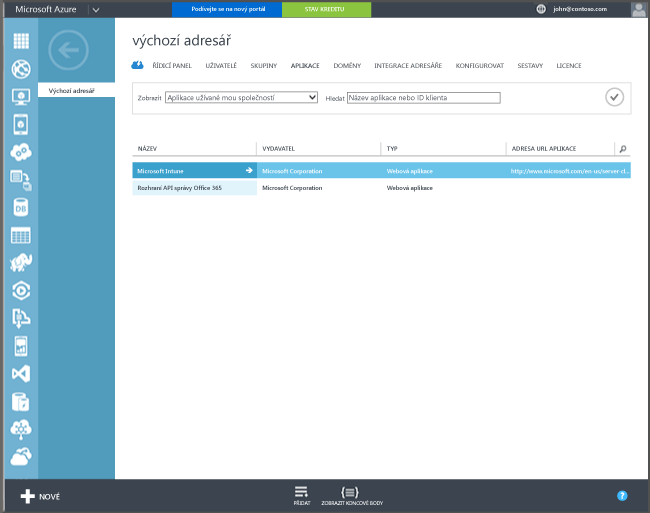 Microsoft Azure
Podívejte se na nový portál
STAV KREDITU
john@contoso.com
Výchozí adresář
výchozí adresář
ŘÍDICÍ PANEL UŽIVATELÉ SKUPINY APLIKACE DOMÉNY INTEGRACE ADRESÁŘE KONFIGUROVAT SESTAVY LICENCE
Zobrazit Aplikace užívané mou společností Hledat Název aplikace nebo ID klienta
NÁZEV VYDAVATEL TYP ADRESA URL APLIKACE
Microsoft Intune Microsoft Corporation Webová aplikace http://www.microsoft.com/en-us/server-cl...
Rozhraní API správy Office 365 Microsoft Corporation Webová aplikace
DB
NOVÉ
PŘIDAT
ZOBRAZIT KONCOVÉ BODY
?